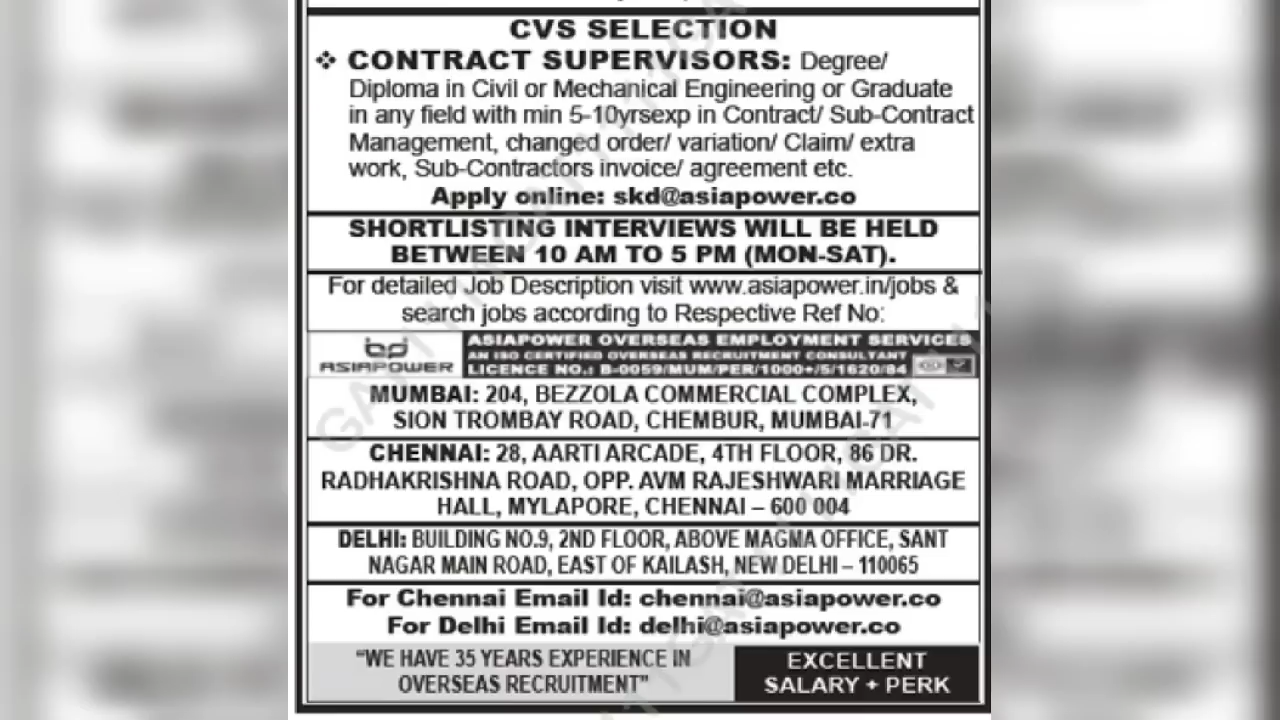 CVS SELECTION
❖ CONTRACT SUPERVISORS: Degree/
Diploma in Civil or Mechanical Engineering or Graduate
in any field with min 5-10yrsexp in Contract/ Sub-Contract
Management, changed order/ variation/ Claim/ extra
work, Sub-Contractors invoice/ agreement etc.
Apply online: skd@asiapower.co
SHORTLISTING INTERVIEWS WILL BE HELD
BETWEEN 10 AM TO 5 PM (MON-SAT).
For detailed Job Description visit www.asiapower.in/jobs &
search jobs according to Respective Ref No:
ASIAPOWER
ASIAPOWER OVERSEAS EMPLOYMENT SERVICES
AN ISO CERTIFIED OVERSEAS RECRUITMENT CONSULTANT
LICENCE NO.: B-0059/MUM/PER/1000+/5/1620/84
MUMBAI: 204, BEZZOLA COMMERCIAL COMPLEX,
SION TROMBAY ROAD, CHEMBUR, MUMBAI-71
CHENNAI: 28, AARTI ARCADE, 4TH FLOOR, 86 DR.
RADHAKRISHNA ROAD, OPP. AVM RAJESHWARI MARRIAGE
HALL, MYLAPORE, CHENNAI – 600 004
DELHI: BUILDING NO.9, 2ND FLOOR, ABOVE MAGMA OFFICE, SANT
NAGAR MAIN ROAD, EAST OF KAILASH, NEW DELHI – 110065
For Chennai Email Id: chennai@asiapower.co
For Delhi Email Id: delhi@asiapower.co
"WE HAVE 35 YEARS EXPERIENCE IN
OVERSEAS RECRUITMENT"
EXCELLENT
SALARY + PERK